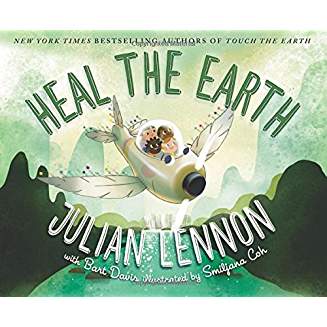 NEW YORK TIMES BESTSELLING AUTHORS OF TOUCH THE EARTH
HEAL THE EARTH
JULIAN LENNON
with Bart Davis illustrated by Smiljana Coh